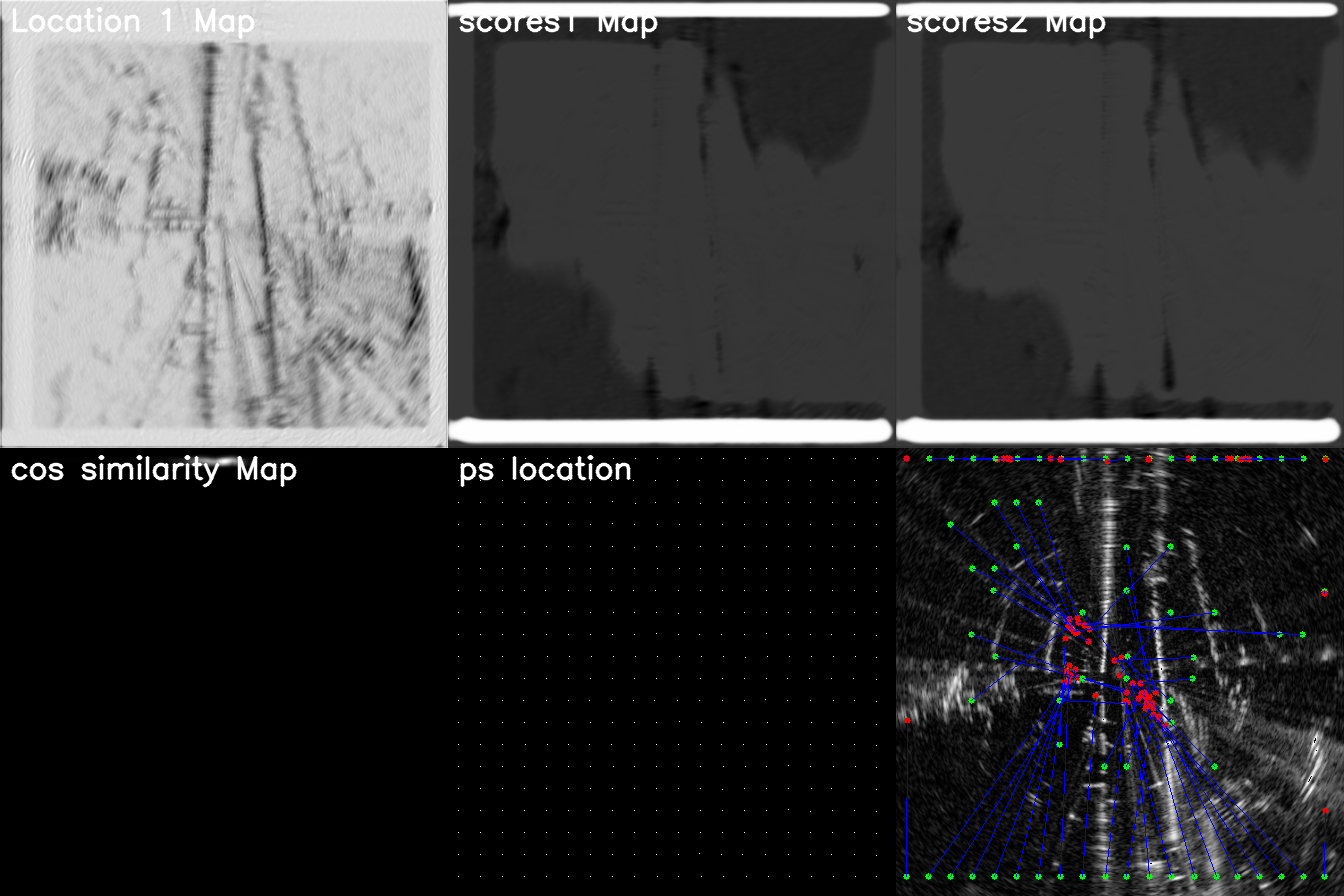 Location 1 Map
scores1 Map
scores2 Map
cos similarity Map
ps location